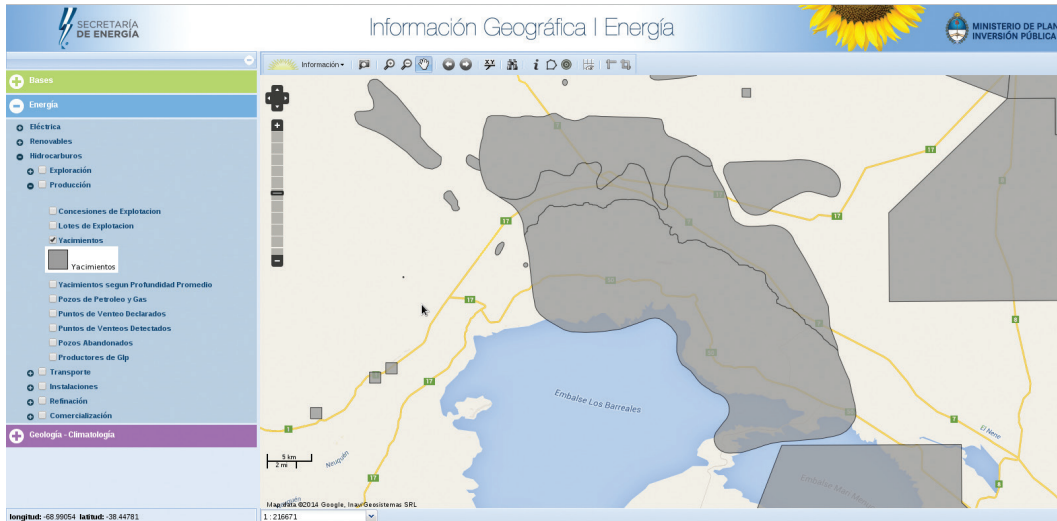 SECRETARÍA
DE ENERGÍA
Información Geográfica | Energía
MINISTERIO DE PLAN
INVERSIÓN PÚBLICA
Información
Bases
Energía
Eléctrica
Renovables
Hidrocarburos
Exploración
Producción
Concesiones de Explotacion
Lotes de Explotacion
Yacimientos
Yacimientos
Yacimientos segun Profundidad Promedio
Pozos de Petroleo y Gas
Puntos de Venteo Declarados
Puntos de Venteos Detectados
Pozos Abandonados
Productores de Glp
Transporte
Instalaciones
Refinación
Comercialización
Geología - Climatología
7
17
17
17
17
17
17
1
8
7
8
Embalse Los Barreales
Embalse Mari Menuco
El Nene
Neuquén
5 km
2 mi
Map data ©2014 Google, Inav/Geosistemas SRL
longitud: -68.99054 latitud: -38.44781
1 : 216671